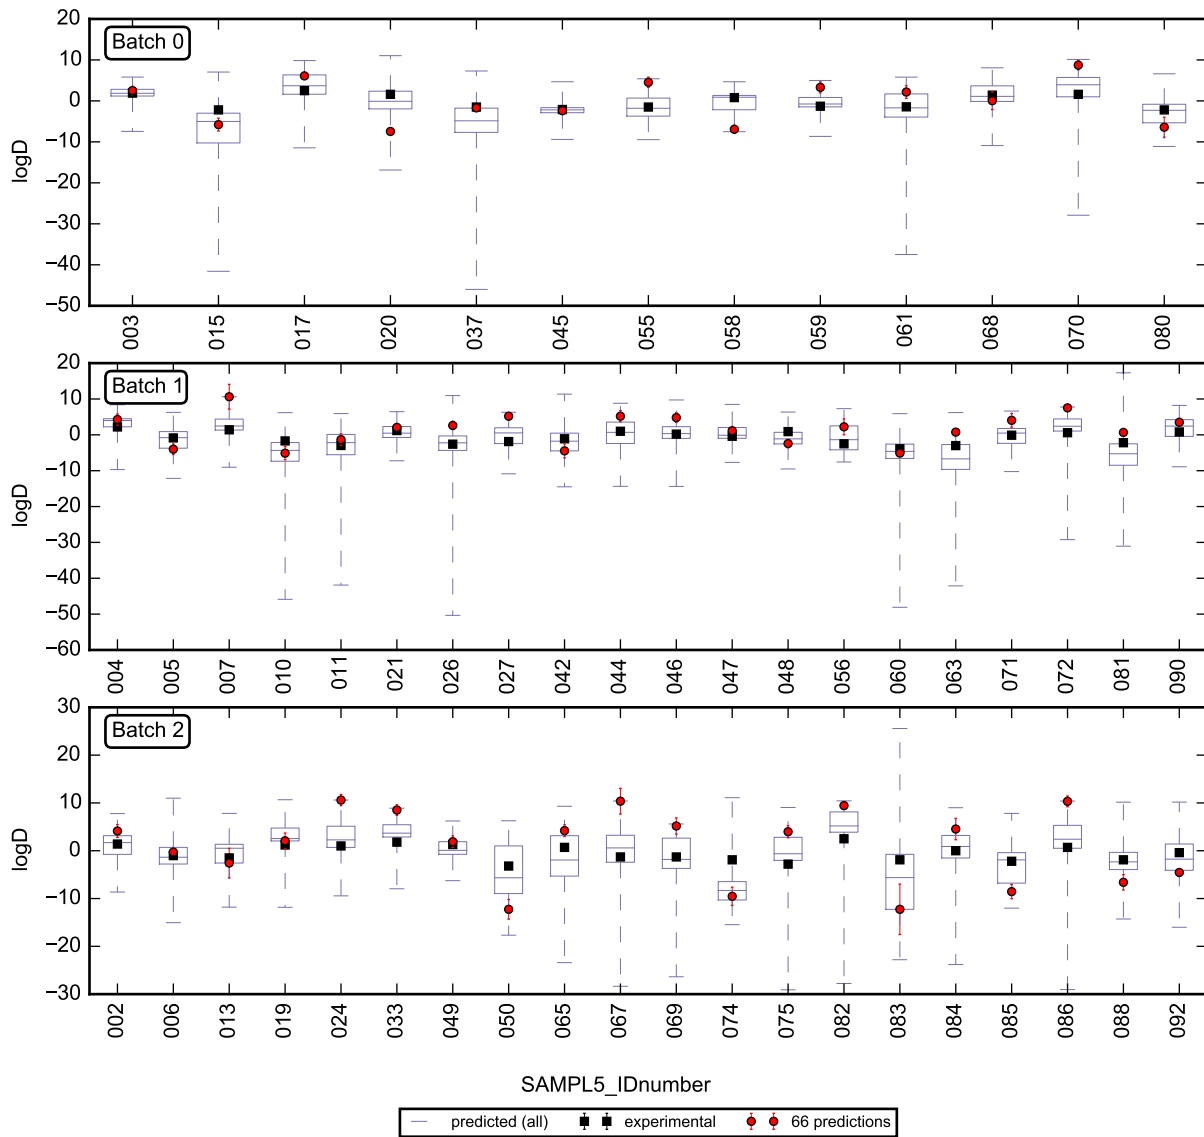 20
Batch 0
10
0
−10
−20
−30
−40
−50
logD
003 015 017 020 037 045 055 058 059 061 068 070 080
20
Batch 1
10
0
−10
−20
−30
−40
−50
−60
logD
004 005 007 010 011 021 026 027 042 044 046 047 048 056 060 063 071 072 081 090
30
Batch 2
20
10
0
−10
−20
−30
logD
002 006 013 019 024 033 049 050 065 067 069 074 075 082 083 084 085 086 088 092
SAMPL5_IDnumber
predicted (all) experimental 66 predictions